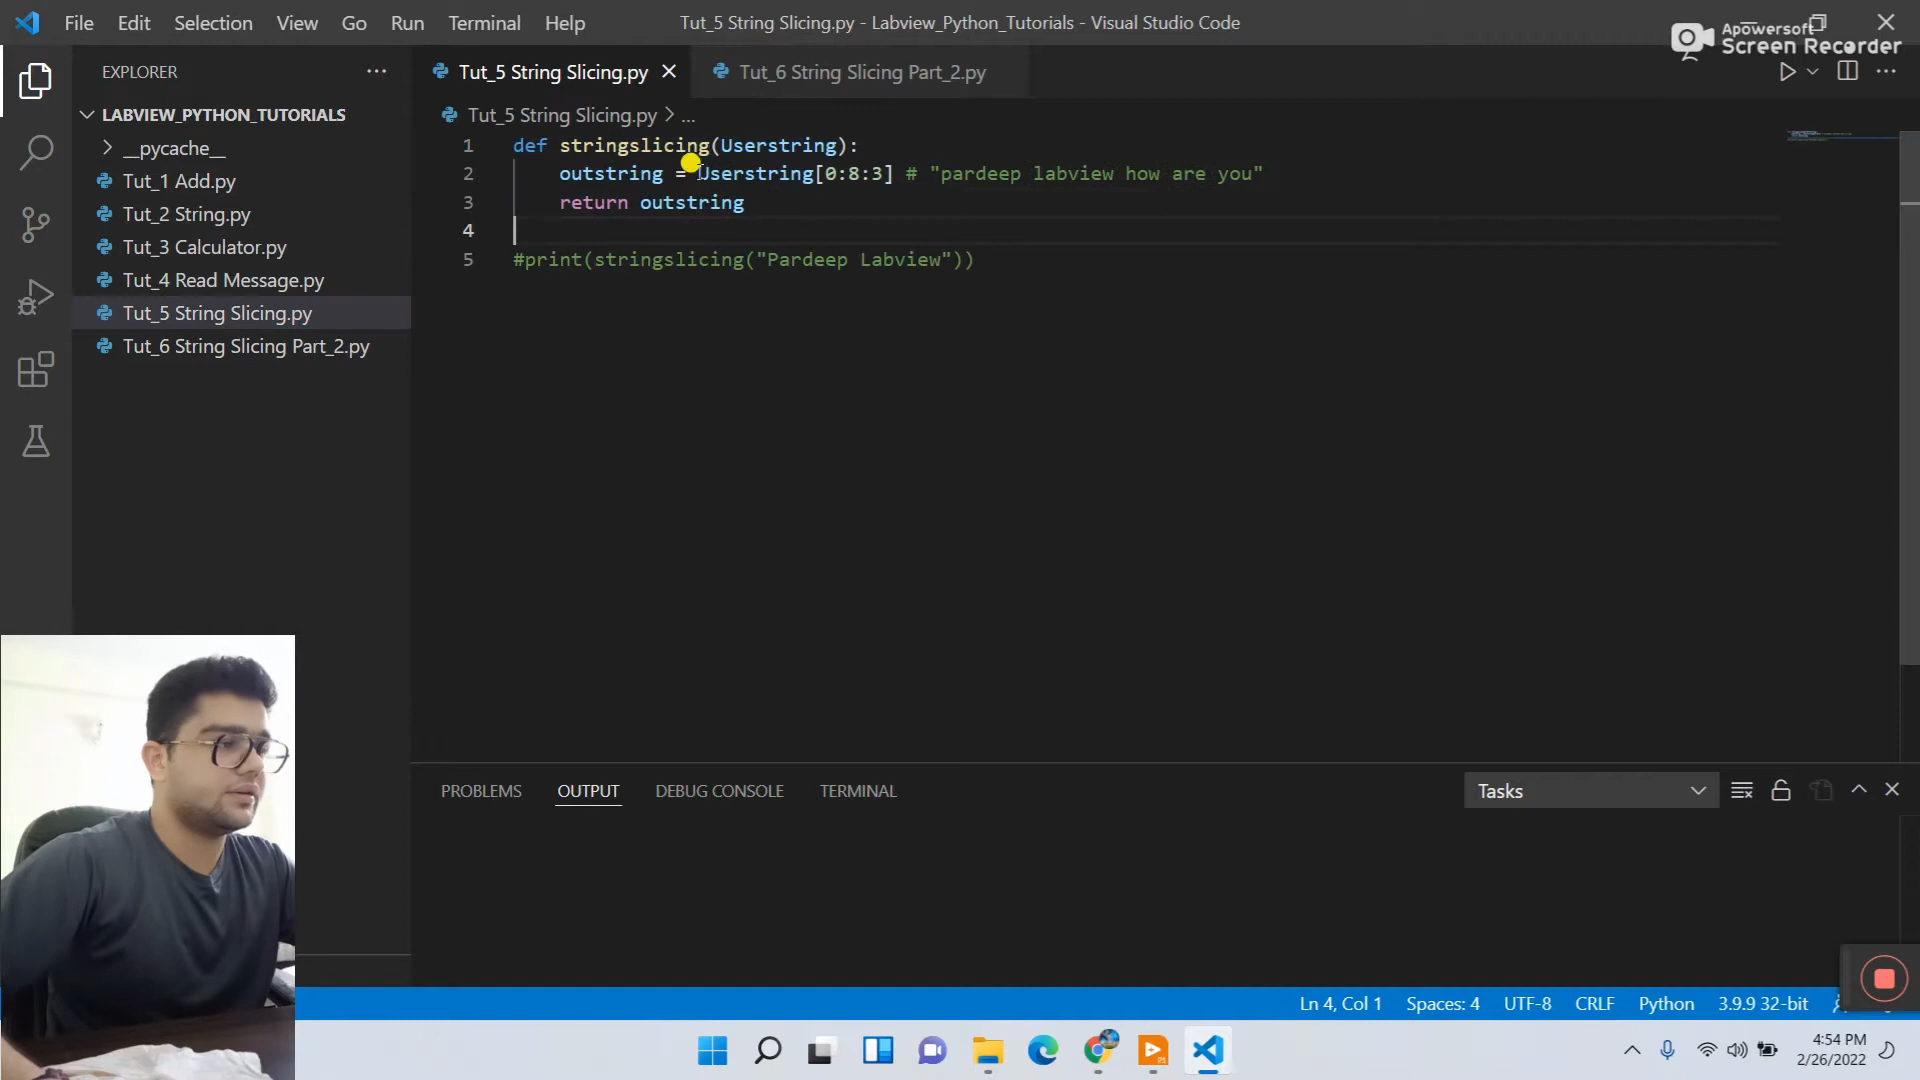 File Edit Selection View Go Run Terminal Help
Tut_5 String Slicing.py - Labview_Python_Tutorials - Visual Studio Code
Apowersoft
Screen Recorder
EXPLORER
LABVIEW_PYTHON_TUTORIALS
__pycache__
Tut_1 Add.py
Tut_2 String.py
Tut_3 Calculator.py
Tut_4 Read Message.py
Tut_5 String Slicing.py
Tut_6 String Slicing Part_2.py
Tut_5 String Slicing.py Tut_6 String Slicing Part_2.py
Tut_5 String Slicing.py > ...
1 def stringslicing(Userstring):
2 outstring = Userstring[0:8:3] # "pardeep labview how are you"
3 return outstring
4
5 #print(stringslicing("Pardeep Labview"))
PROBLEMS OUTPUT DEBUG CONSOLE TERMINAL
Tasks
Ln 4, Col 1 Spaces: 4 UTF-8 CRLF Python 3.9.9 32-bit
4:54 PM
2/26/2022